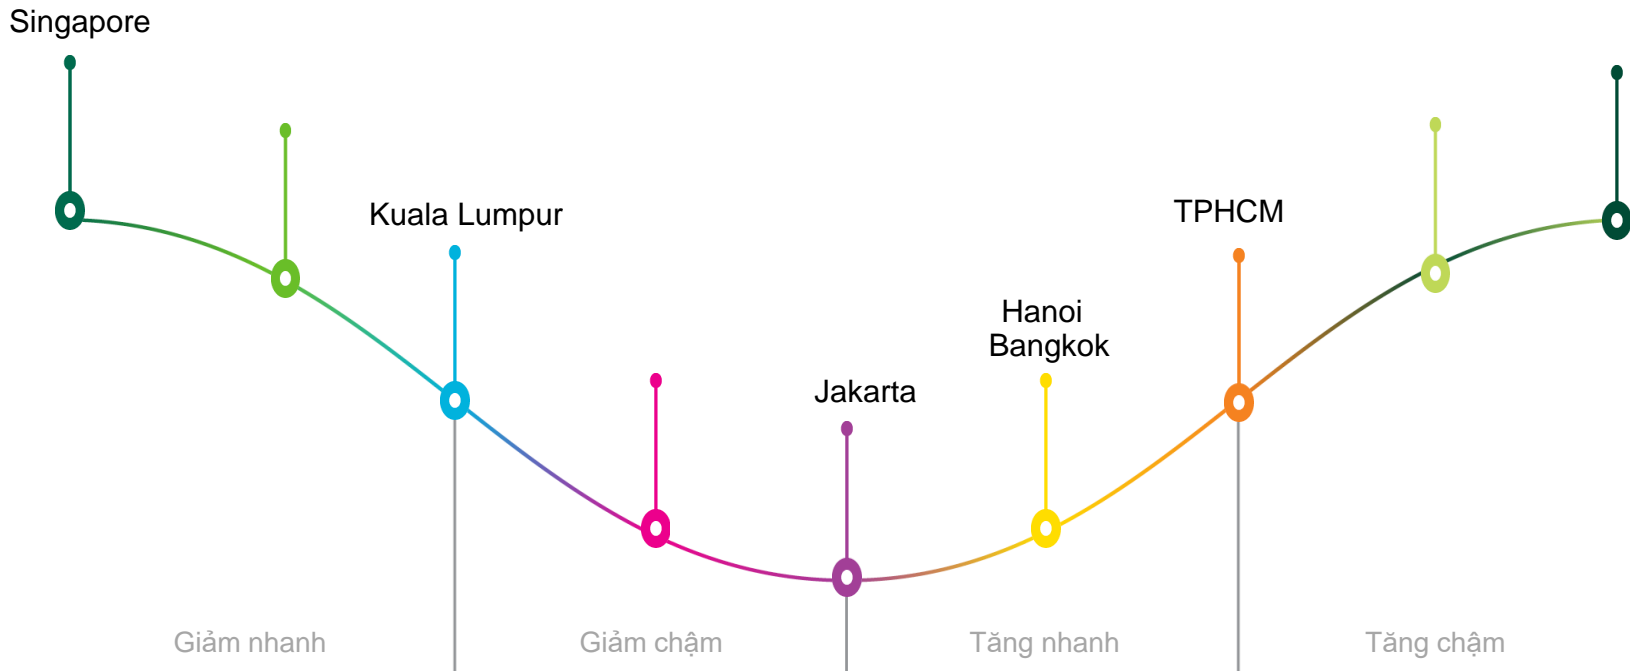 Singapore
Kuala Lumpur
TPHCM
Hanoi
Bangkok
Jakarta
Giảm nhanh
Giảm chậm
Tăng nhanh
Tăng chậm